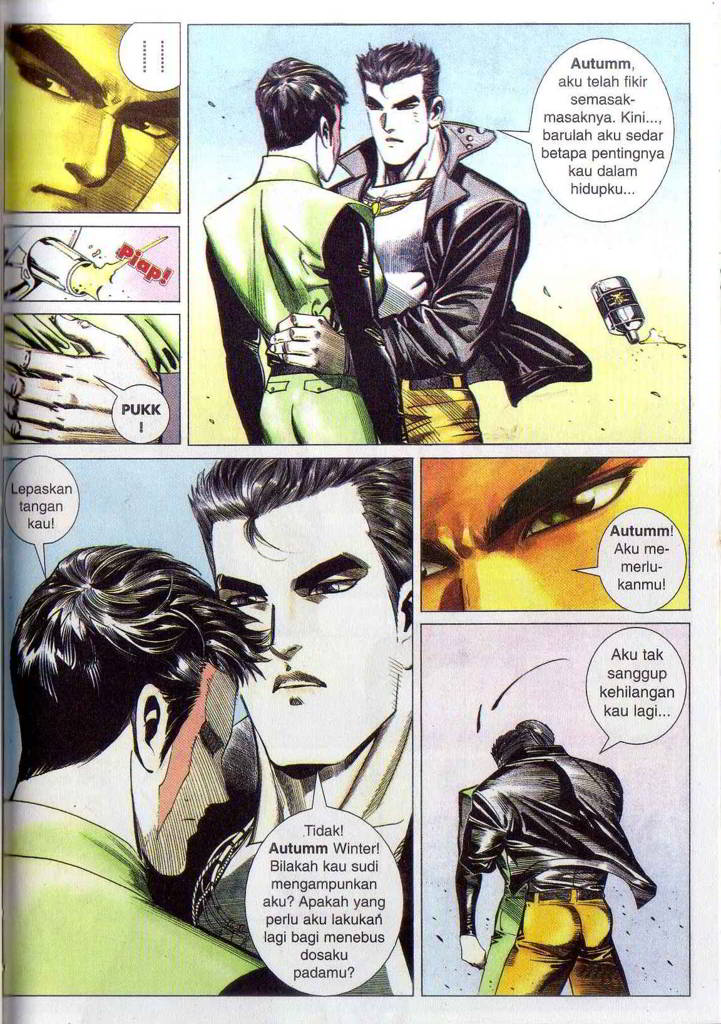 ! !
Autumm,
aku telah fikir
semasak-
masaknya. Kini...,
barulah aku sedar
betapa pentingnya
kau dalam
hidupku...
Piap!
PUKK
!
Lepaskan
tangan
kau!
Tidak!
Autumm Winter!
Bilakah kau sudi
mengampunkan
aku? Apakah yang
perlu aku lakukan
lagi bagi menebus
dosaku
padamu?
Autumm!
Aku me-
merlu-
kanmu!
Aku tak
sanggup
kehilangan
kau lagi...